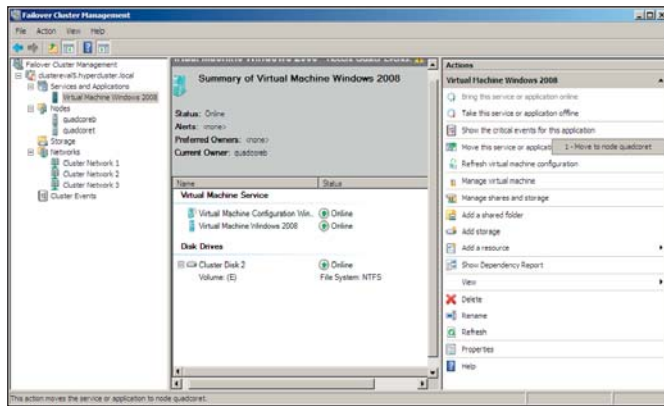 Failover Cluster Management
File Action View Help
Failover Cluster Management
clustereval5.hypercluster.local
Services and Applications
Virtual Machine Windows 2008
Nodes
quadcoreb
quadcoret
Storage
Networks
Cluster Network 1
Cluster Network 2
Cluster Network 3
Cluster Events
Summary of Virtual Machine Windows 2008
Status: Online
Alerts: <none>
Preferred Owners: <none>
Current Owner: quadcoreb
Name Status
Virtual Machine Service
Virtual Machine Configuration Win... Online
Virtual Machine Windows 2008 Online
Disk Drives
Cluster Disk 2 Online
Volume: (E) File System: NTFS
Actions
Virtual Machine Windows 2008
Bring this service or application online
Take this service or application offline
Show the critical events for this application
Move this service or applicati
1 - Move to node quadcoret
Refresh virtual machine configuration
Manage virtual machine
Manage shares and storage
Add a shared folder
Add storage
Add a resource
Show Dependency Report
View
Delete
Rename
Refresh
Properties
Help
This action moves the service or application to node quadcoret.